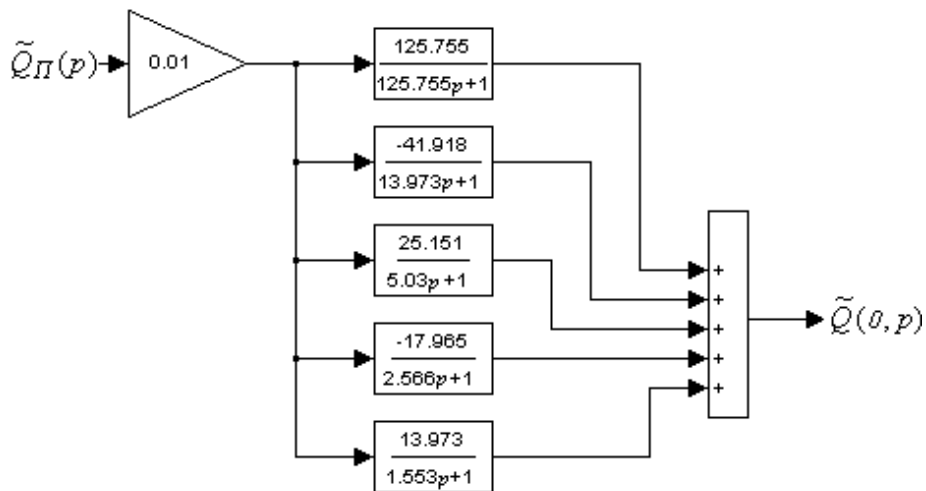 Q̃_П(p)
0.01
125.755
125.755p+1
-41.918
13.973p+1
25.151
5.03p+1
-17.965
2.566p+1
13.973
1.553p+1
+
+
+
+
+
Q̃(0,p)